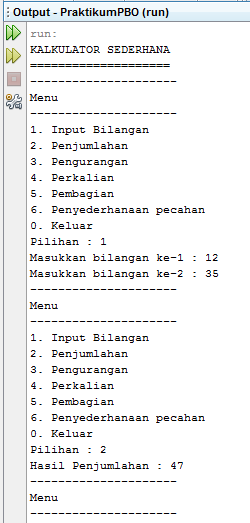 Output - PraktikumPBO (run)
run:
KALKULATOR SEDERHANA
====================
--------------------
Menu
--------------------
1. Input Bilangan
2. Penjumlahan
3. Pengurangan
4. Perkalian
5. Pembagian
6. Penyederhanaan pecahan
0. Keluar
Pilihan : 1
Masukkan bilangan ke-1 : 12
Masukkan bilangan ke-2 : 35
--------------------
Menu
--------------------
1. Input Bilangan
2. Penjumlahan
3. Pengurangan
4. Perkalian
5. Pembagian
6. Penyederhanaan pecahan
0. Keluar
Pilihan : 2
Hasil Penjumlahan : 47
--------------------
Menu
--------------------